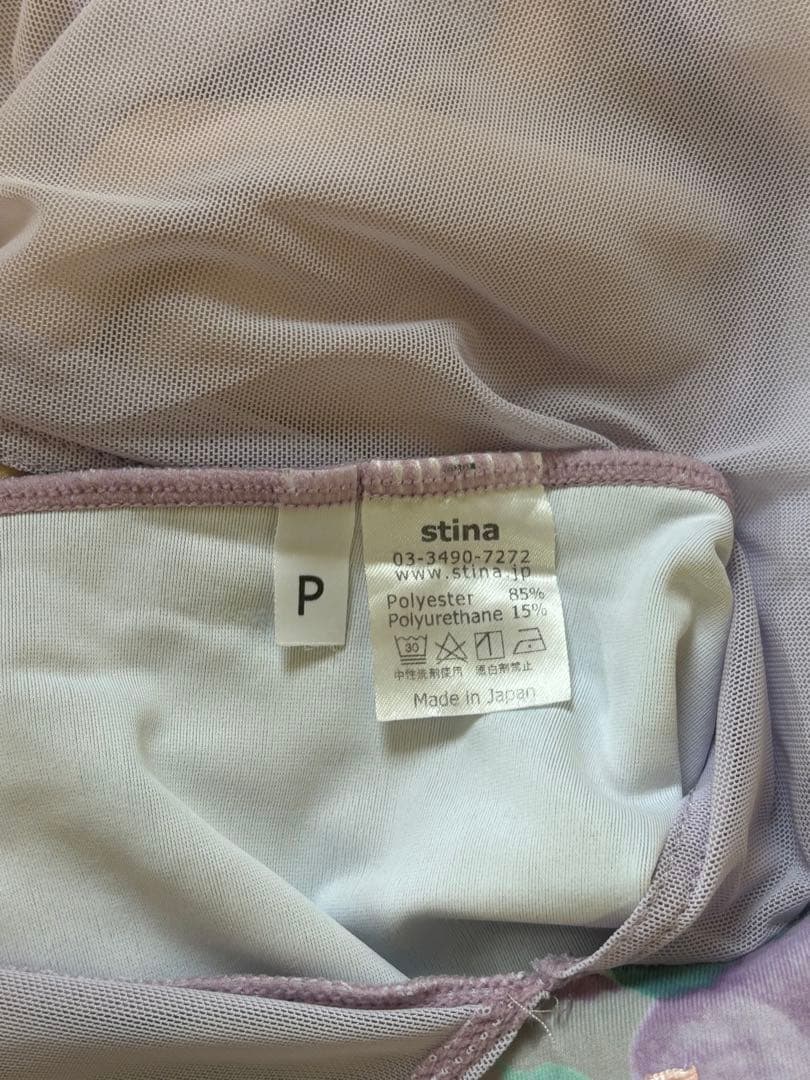 P
stina
03-3490-7272
www.stina.jp
Polyester 85%
Polyurethane 15%
30
中性洗剤使用 漂白剤禁止
Made in Japan